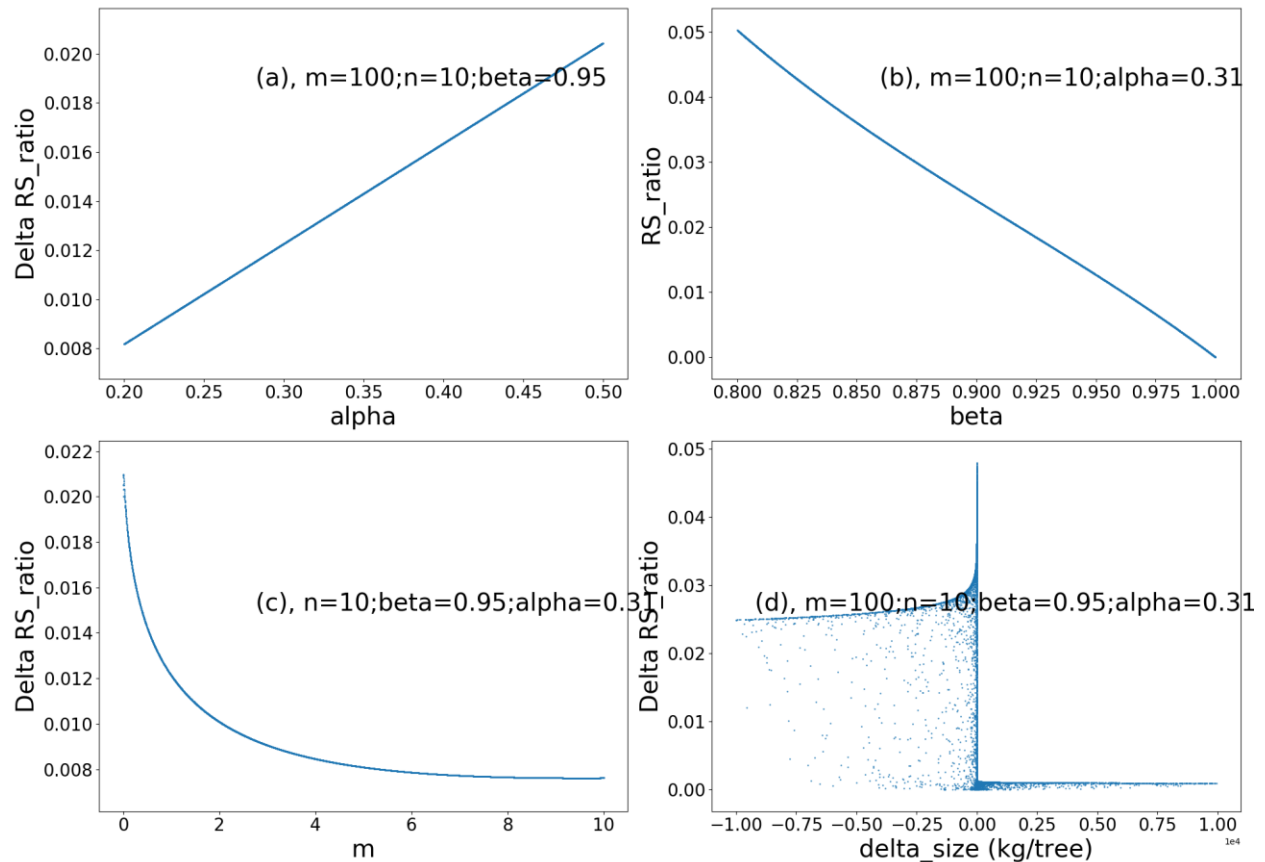 0.020
0.018
0.016
0.014
0.012
0.010
0.008
Delta RS_ratio
(a), m=100;n=10;beta=0.95
0.20 0.25 0.30 0.35 0.40 0.45 0.50
alpha
0.05
0.04
0.03
0.02
0.01
0.00
RS_ratio
(b), m=100;n=10;alpha=0.31
0.800 0.825 0.850 0.875 0.900 0.925 0.950 0.975 1.000
beta
0.022
0.020
0.018
0.016
0.014
0.012
0.010
0.008
Delta RS_ratio
(c), n=10;beta=0.95;alpha=0.31
0 2 4 6 8 10
m
0.05
0.04
0.03
0.02
0.01
0.00
Delta RS_ratio
(d), m=100;n=10;beta=0.95;alpha=0.31
−1.00 −0.75 −0.50 −0.25 0.00 0.25 0.50 0.75 1.00
1e4
delta_size (kg/tree)